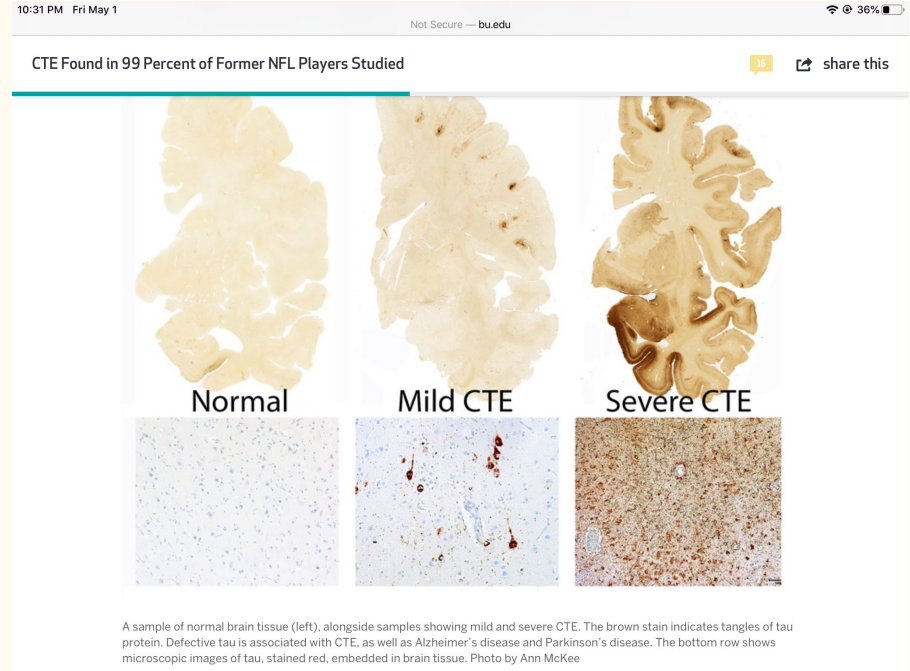 10:31 PM Fri May 1
36%
Not Secure — bu.edu
CTE Found in 99 Percent of Former NFL Players Studied
16
share this
Normal
Mild CTE
Severe CTE
A sample of normal brain tissue (left), alongside samples showing mild and severe CTE. The brown stain indicates tangles of tau
protein. Defective tau is associated with CTE, as well as Alzheimer's disease and Parkinson's disease. The bottom row shows
microscopic images of tau, stained red, embedded in brain tissue. Photo by Ann McKee